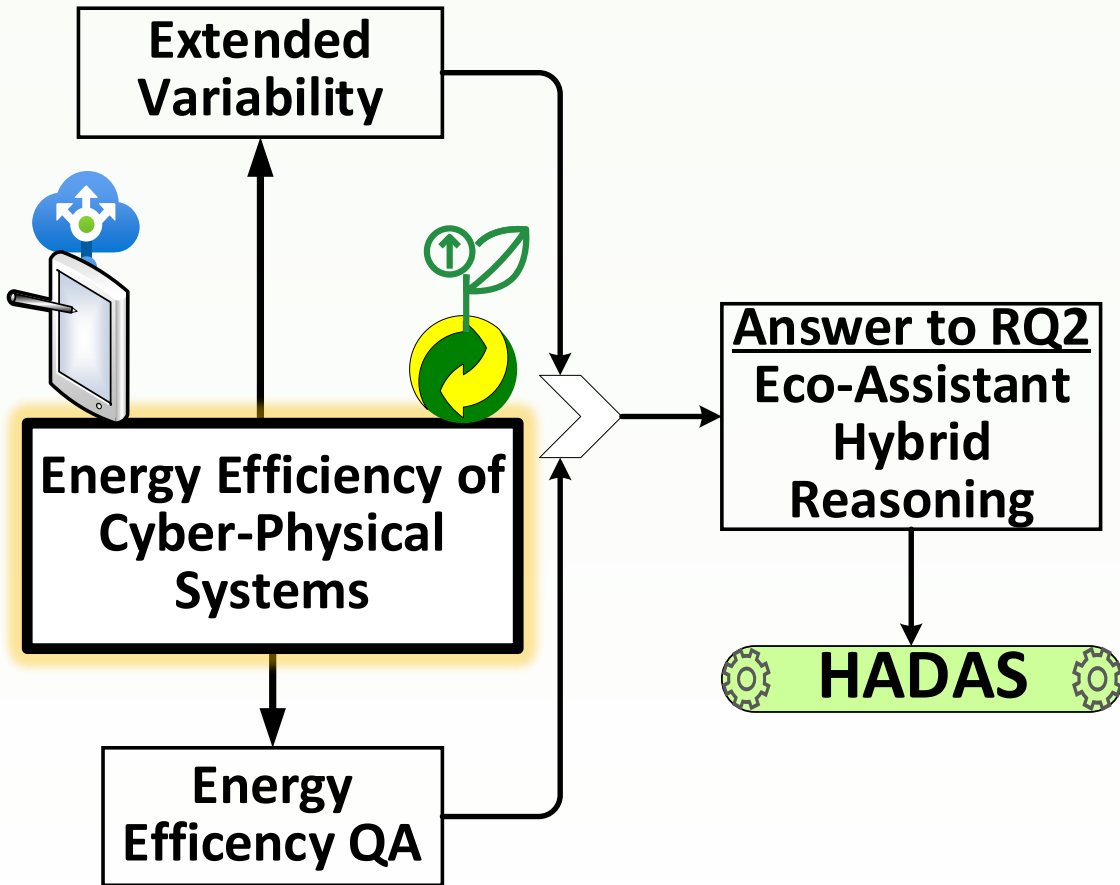 Extended
Variability
Energy Efficiency of
Cyber-Physical
Systems
Energy
Efficency QA
Answer to RQ2
Eco-Assistant
Hybrid
Reasoning
HADAS